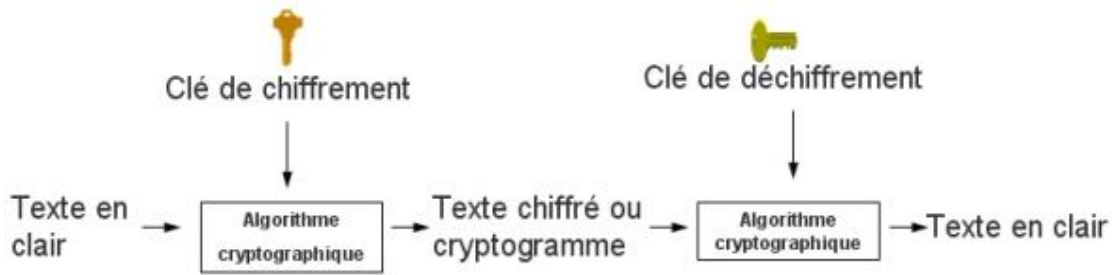 Clé de chiffrement
Clé de déchiffrement
Texte en
clair
Algorithme
cryptographique
Texte chiffré ou
cryptogramme
Algorithme
cryptographique
Texte en clair